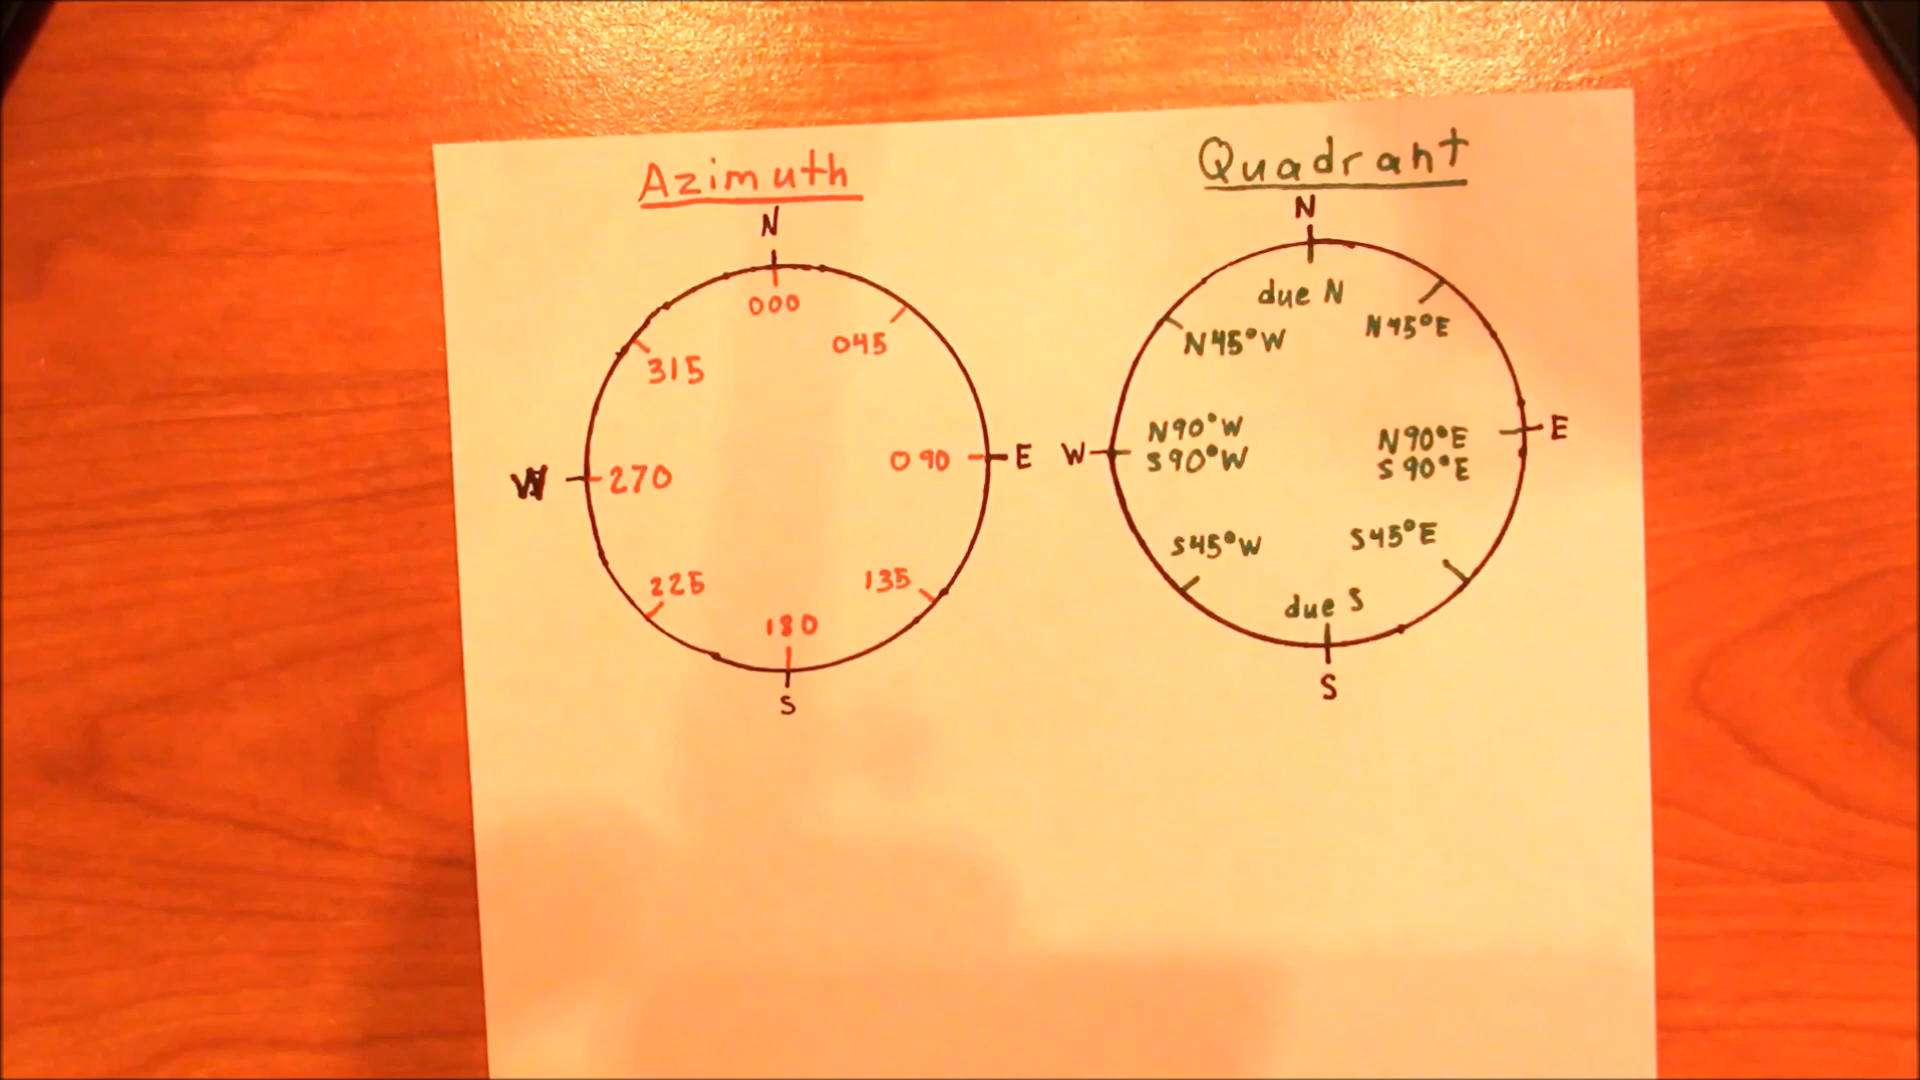 Azimuth
N
000
045
315
090
E
W
270
225
135
180
S
Quadrant
N
due N
N45°E
N45°W
N90°W
S90°W
W
N90°E
S90°E
E
S45°W
S45°E
due S
S